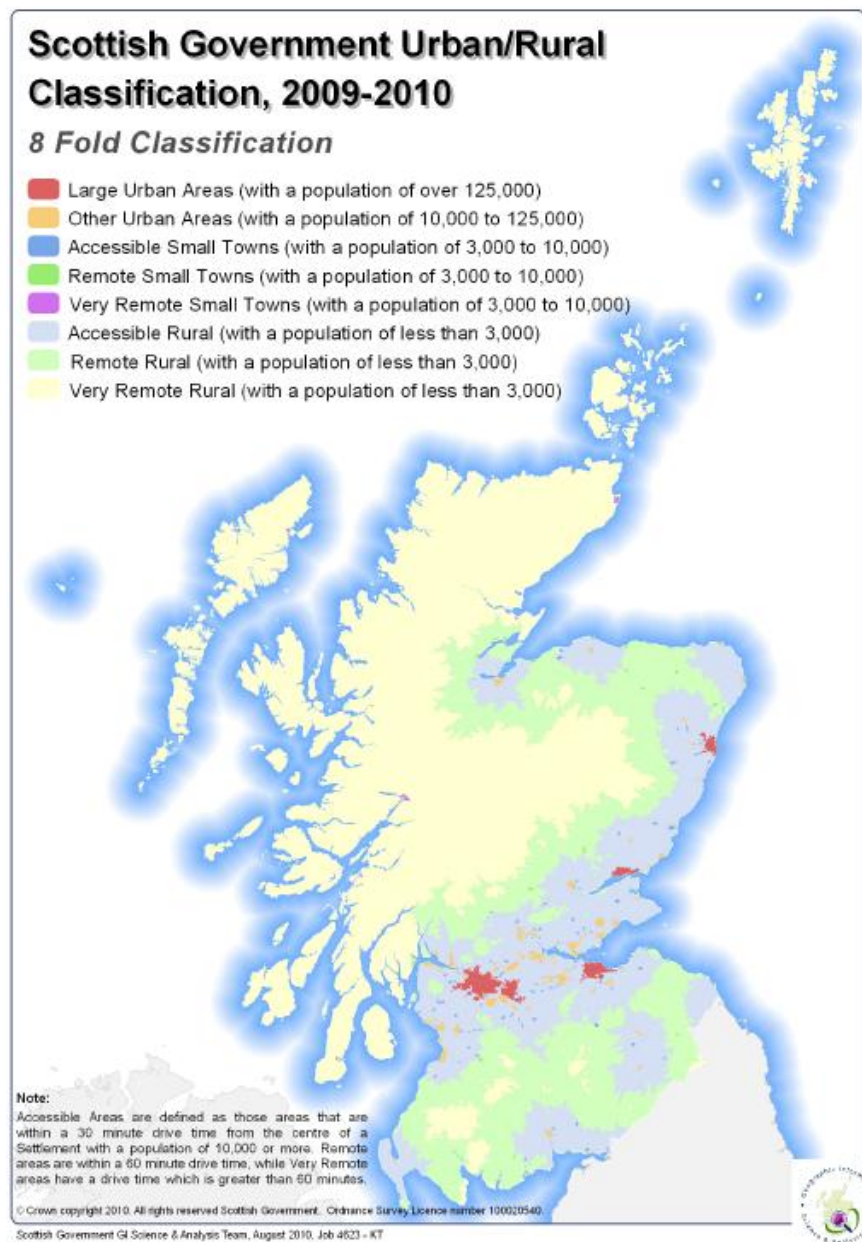 Scottish Government Urban/Rural
Classification, 2009-2010
8 Fold Classification
Large Urban Areas (with a population of over 125,000)
Other Urban Areas (with a population of 10,000 to 125,000)
Accessible Small Towns (with a population of 3,000 to 10,000)
Remote Small Towns (with a population of 3,000 to 10,000)
Very Remote Small Towns (with a population of 3,000 to 10,000)
Accessible Rural (with a population of less than 3,000)
Remote Rural (with a population of less than 3,000)
Very Remote Rural (with a population of less than 3,000)
Note:
Accessible Areas are defined as those areas that are
within a 30 minute drive time from the centre of a
Settlement with a population of 10,000 or more. Remote
areas are within a 60 minute drive time, while Very Remote
areas have a drive time which is greater than 60 minutes.
© Crown copyright 2010. All rights reserved Scottish Government. Ordnance Survey Licence number 100020540.
Scottish Government GI Science & Analysis Team, August 2010, Job 4623 - KT